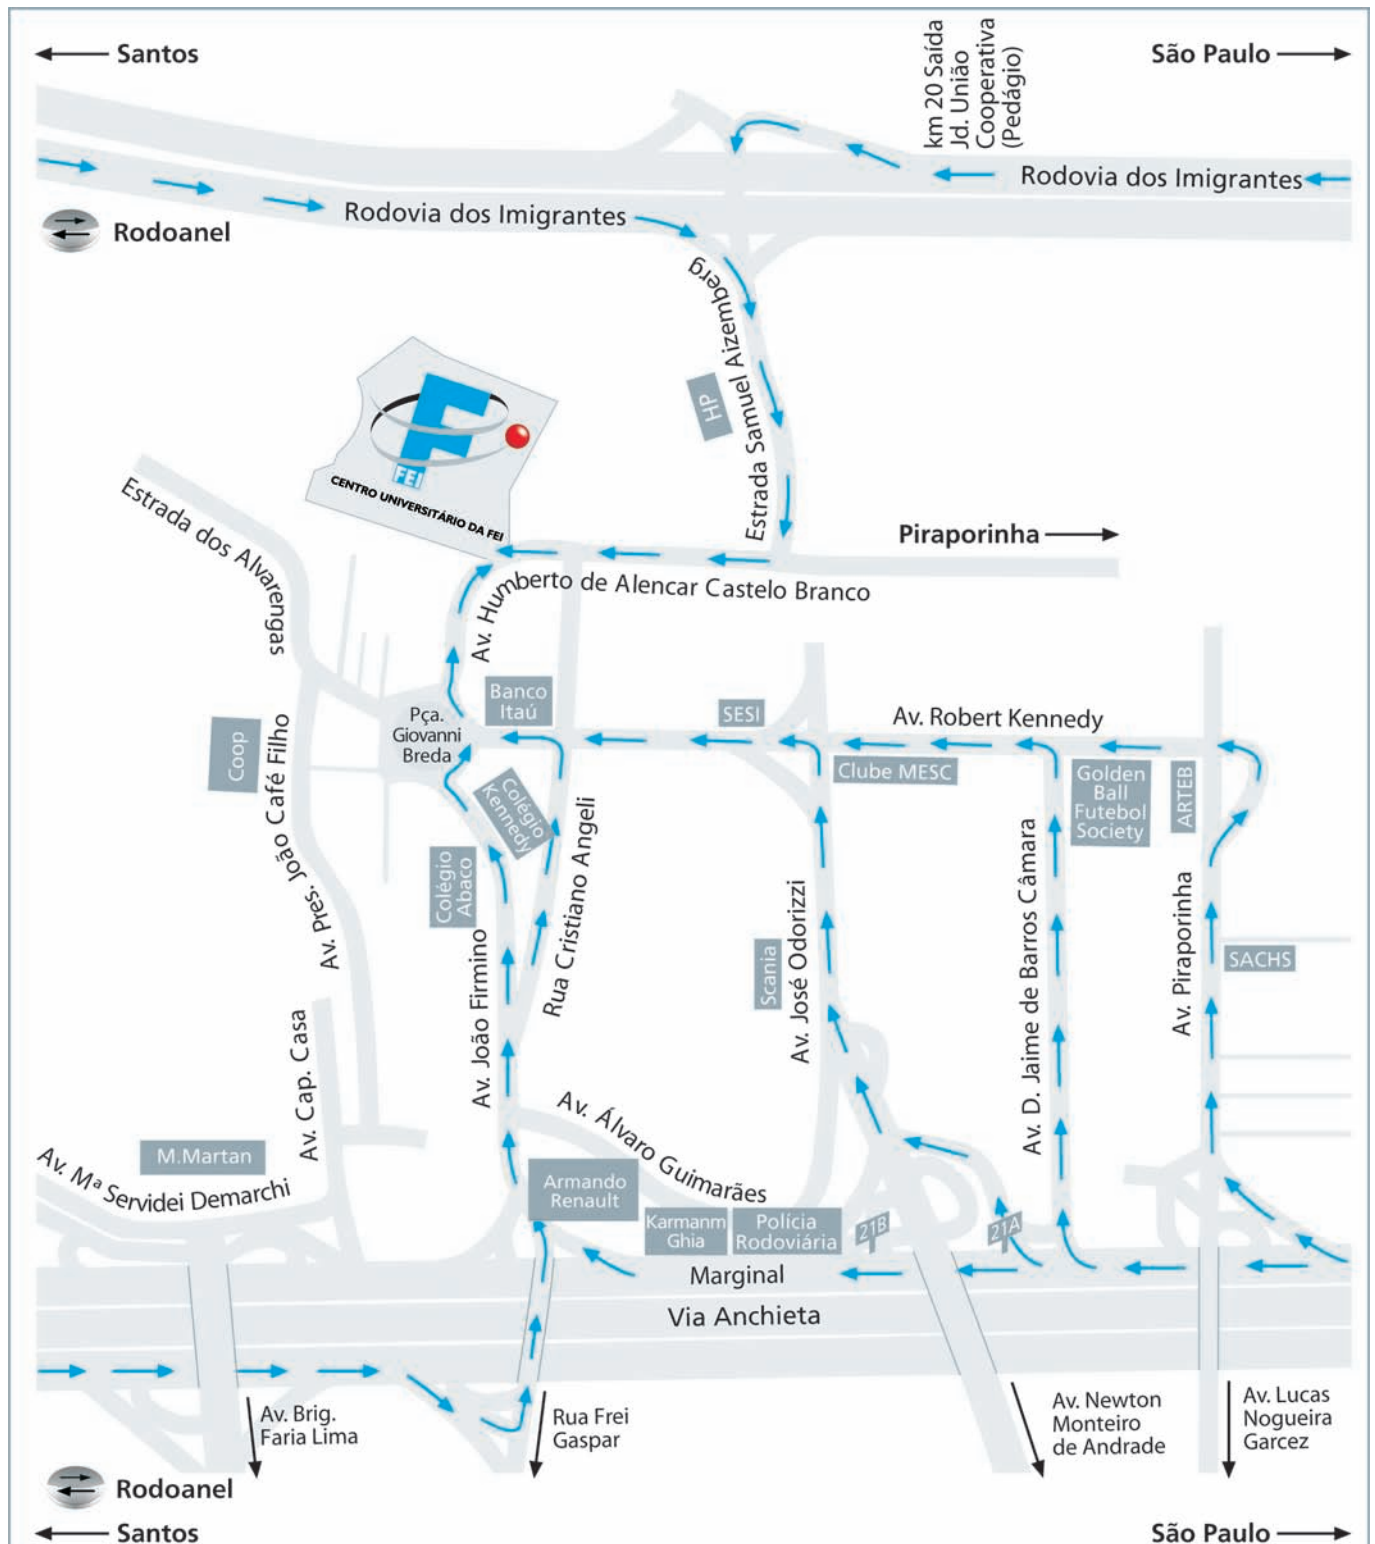 Santos
São Paulo
km 20 Saída
Jd. União
Cooperativa
(Pedágio)
Rodovia dos Imigrantes
Rodovia dos Imigrantes
Rodoanel
Estrada Samuel Aizemberg
HP
FEI
CENTRO UNIVERSITÁRIO DA FEI
Estrada dos Alvarengas
Piraporinha
Av. Humberto de Alencar Castelo Branco
Banco
Itaú
SESI
Av. Robert Kennedy
Pça.
Giovanni
Breda
Coop
Av. Pres. João Café Filho
Clube MESC
Golden
Ball
Futebol
Society
ARTEB
Colégio
Kennedy
Colégio
Abaco
Rua Cristiano Angeli
Av. João Firmino
Scania
Av. José Odorizzi
Av. D. Jaime de Barros Câmara
Av. Piraporinha
SACHS
Av. Cap. Casa
Av. Álvaro Guimarães
M.Martan
Av. Mª Servidei Demarchi
Armando
Renault
Karmanm
Ghia
Polícia
Rodoviária
21B
21A
Marginal
Via Anchieta
Av. Brig.
Faria Lima
Rua Frei
Gaspar
Av. Newton
Monteiro
de Andrade
Av. Lucas
Nogueira
Garcez
Rodoanel
Santos
São Paulo